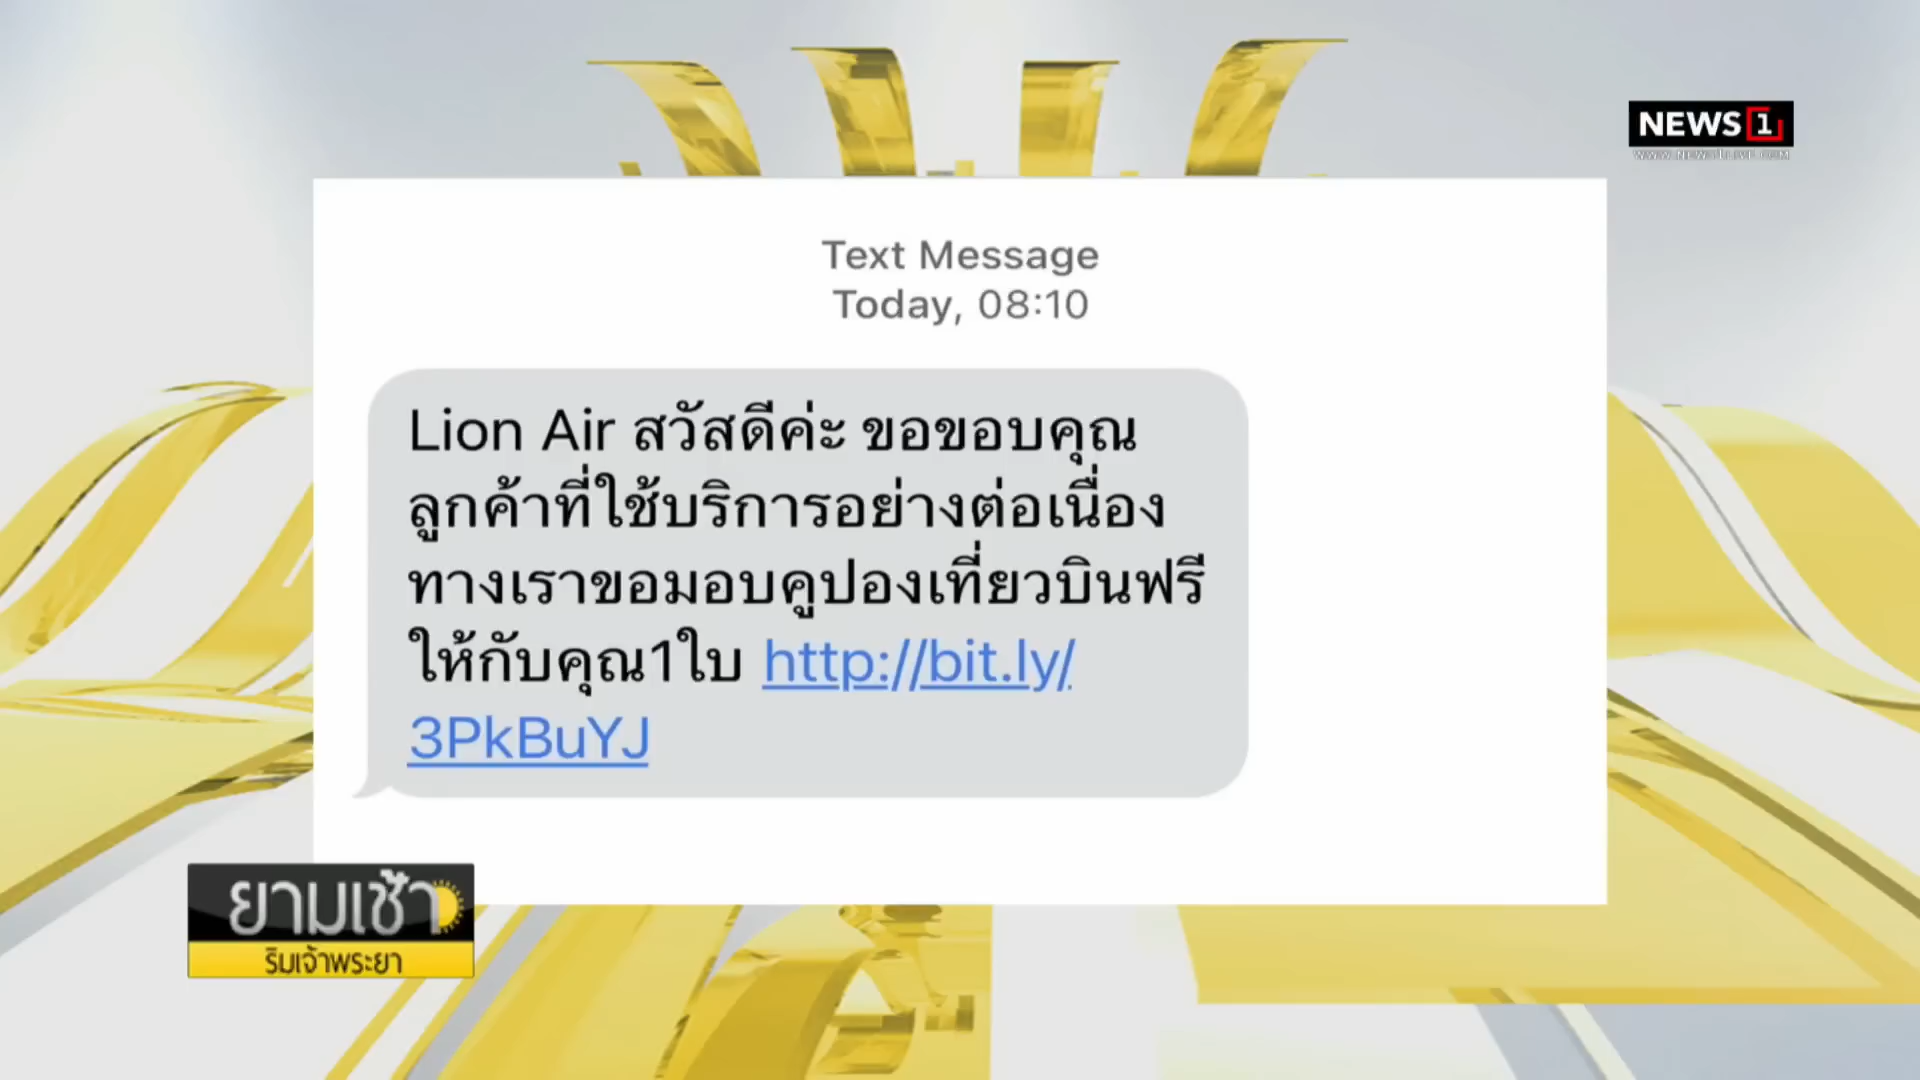 NEWS 1
WWW.NEWS1LIVE.COM
Text Message
Today, 08:10
Lion Air สวัสดีค่ะ ขอขอบคุณ
ลูกค้าที่ใช้บริการอย่างต่อเนื่อง
ทางเราขอมอบคูปองเที่ยวบินฟรี
ให้กับคุณ1ใบ http://bit.ly/
3PkBuYJ
ยามเช้า
ริมเจ้าพระยา